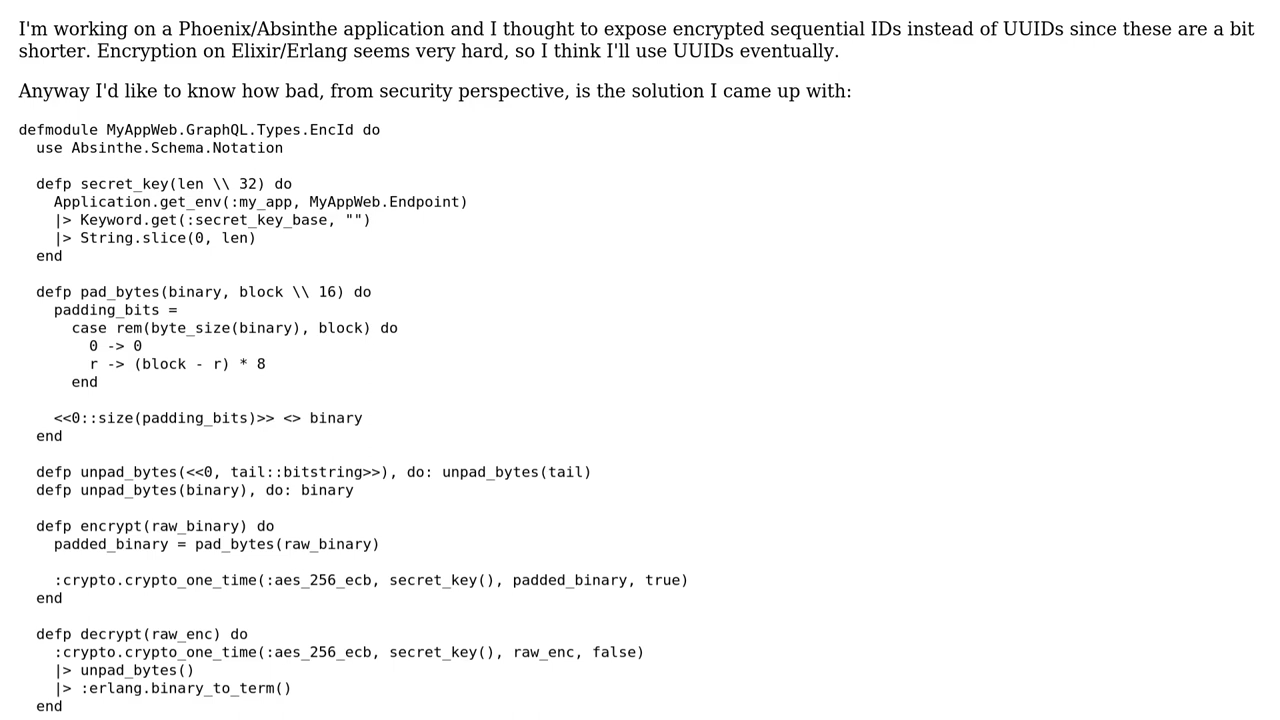 I'm working on a Phoenix/Absinthe application and I thought to expose encrypted sequential IDs instead of UUIDs since these are a bit
shorter. Encryption on Elixir/Erlang seems very hard, so I think I'll use UUIDs eventually.
Anyway I'd like to know how bad, from security perspective, is the solution I came up with:
defmodule MyAppWeb.GraphQL.Types.EncId do
  use Absinthe.Schema.Notation

  defp secret_key(len \\ 32) do
    Application.get_env(:my_app, MyAppWeb.Endpoint)
    |> Keyword.get(:secret_key_base, "")
    |> String.slice(0, len)
  end

  defp pad_bytes(binary, block \\ 16) do
    padding_bits =
      case rem(byte_size(binary), block) do
        0 -> 0
        r -> (block - r) * 8
      end

    <<0::size(padding_bits)>> <> binary
  end

  defp unpad_bytes(<<0, tail::bitstring>>), do: unpad_bytes(tail)
  defp unpad_bytes(binary), do: binary

  defp encrypt(raw_binary) do
    padded_binary = pad_bytes(raw_binary)

    :crypto.crypto_one_time(:aes_256_ecb, secret_key(), padded_binary, true)
  end

  defp decrypt(raw_enc) do
    :crypto.crypto_one_time(:aes_256_ecb, secret_key(), raw_enc, false)
    |> unpad_bytes()
    |> :erlang.binary_to_term()
  end